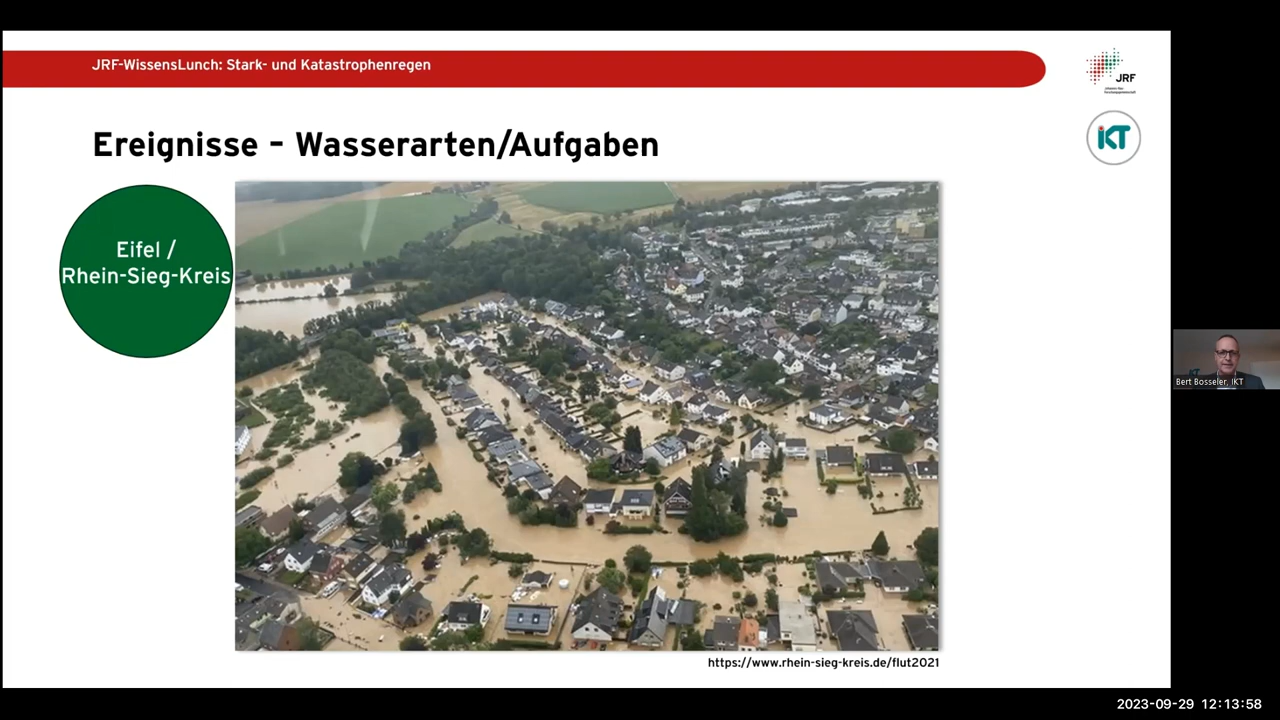 JRF-WissensLunch: Stark- und Katastrophenregen
JRF
Ereignisse – Wasserarten/Aufgaben
iKT
Eifel /
Rhein-Sieg-Kreis
Bert Bosseler, IKT
https://www.rhein-sieg-kreis.de/flut2021
2023-09-29 12:13:58